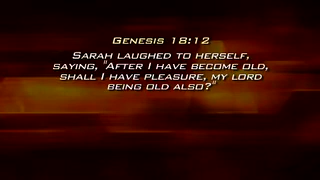 Genesis 18:12
Sarah laughed to herself,
saying, "After I have become old,
shall I have pleasure, my lord
being old also?"